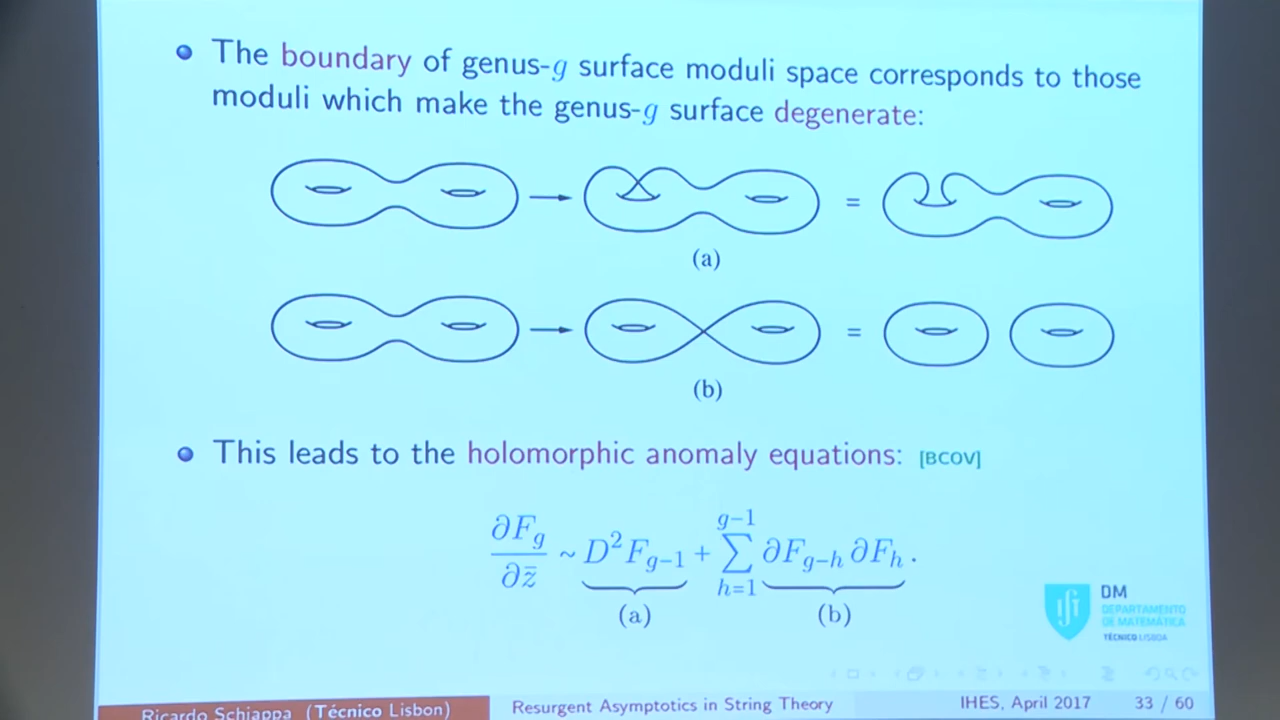 The boundary of genus-g surface moduli space corresponds to those
moduli which make the genus-g surface degenerate:
=
(a)
=
(b)
This leads to the holomorphic anomaly equations: [BCOV]
∂F_g/∂z̄ ~ D²F_{g−1} + ∑_{h=1}^{g−1} ∂F_{g−h} ∂F_h .
(a) (b)
DM
DEPARTAMENTO
DE MATEMÁTICA
TÉCNICO LISBOA
Ricardo Schiappa (Técnico Lisbon) Resurgent Asymptotics in String Theory IHES, April 2017 33 / 60